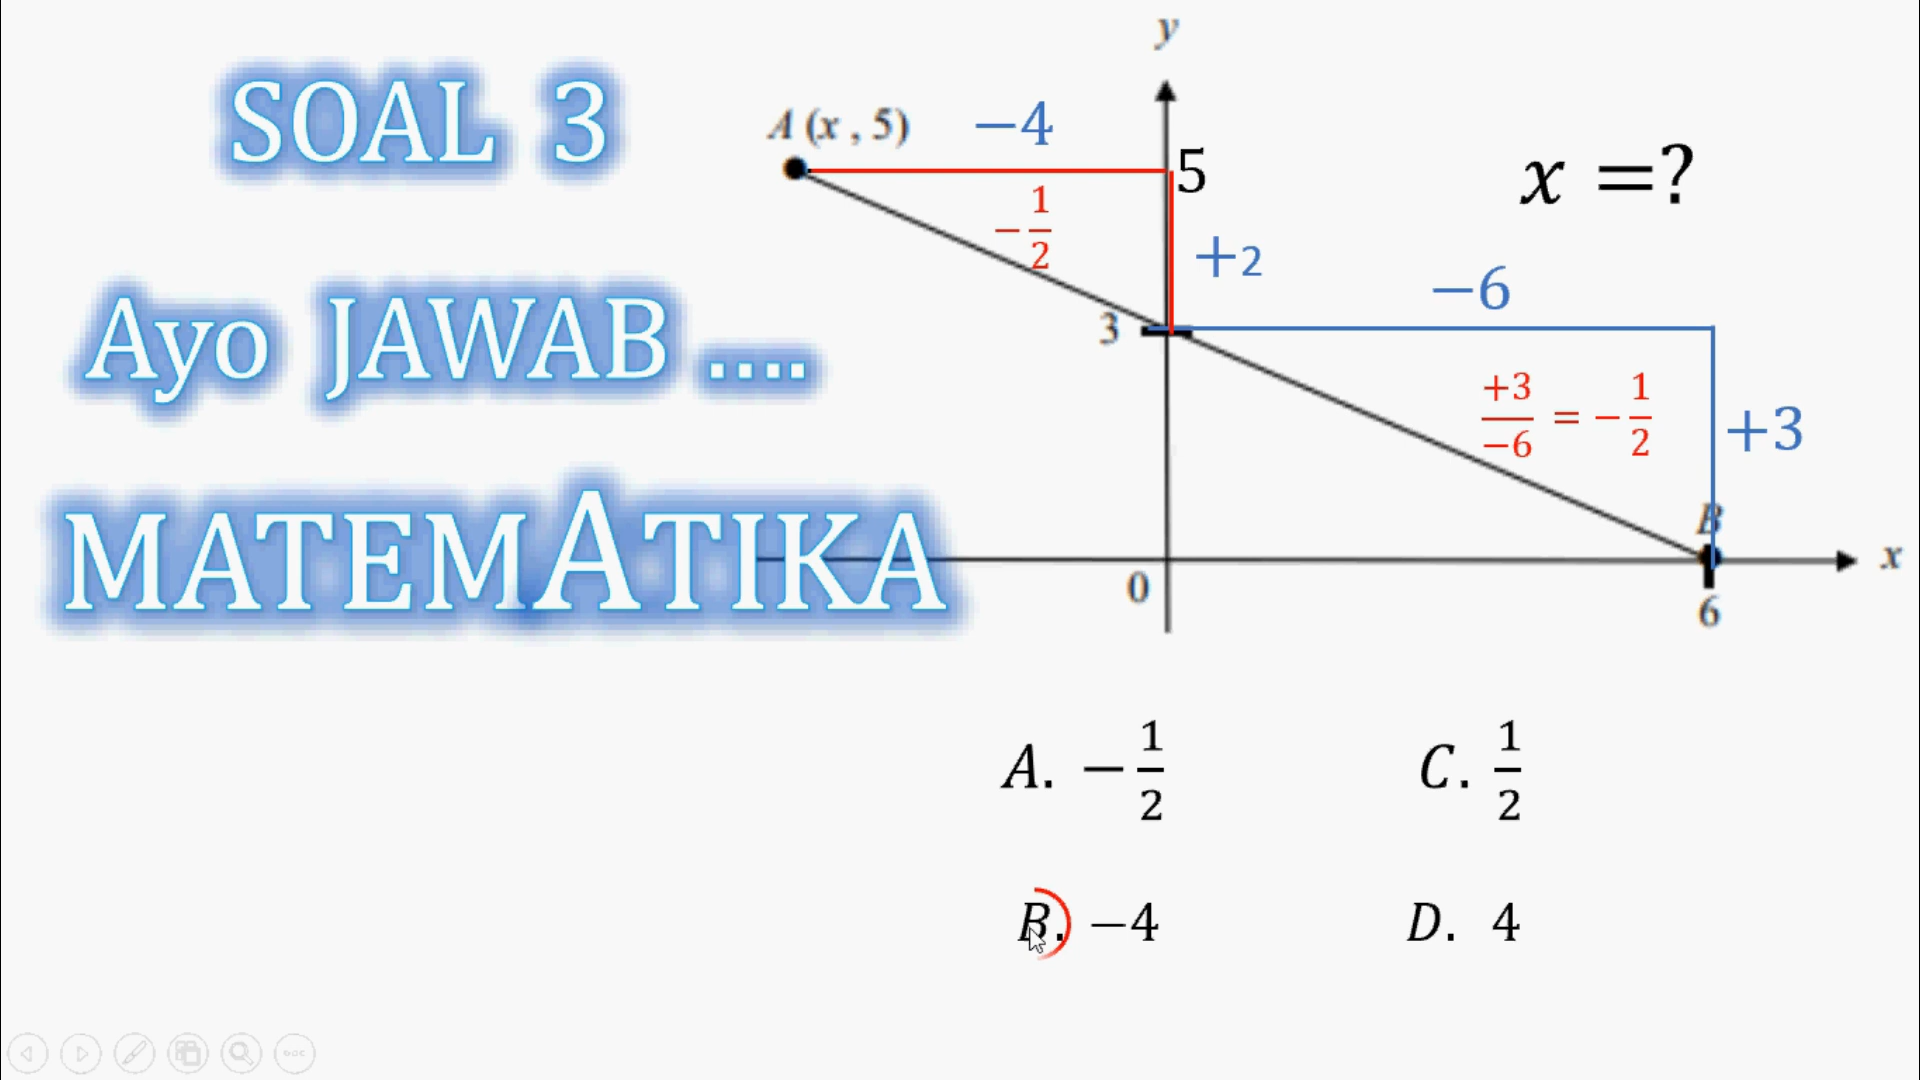 SOAL 3
Ayo JAWAB ....
MATEMATIKA
y
A (x , 5)
−4
5
x =?
−1/2
+2
−6
3
+3/−6 = −1/2
+3
B
x
0
6
A. −1/2
C. 1/2
B. −4
D. 4